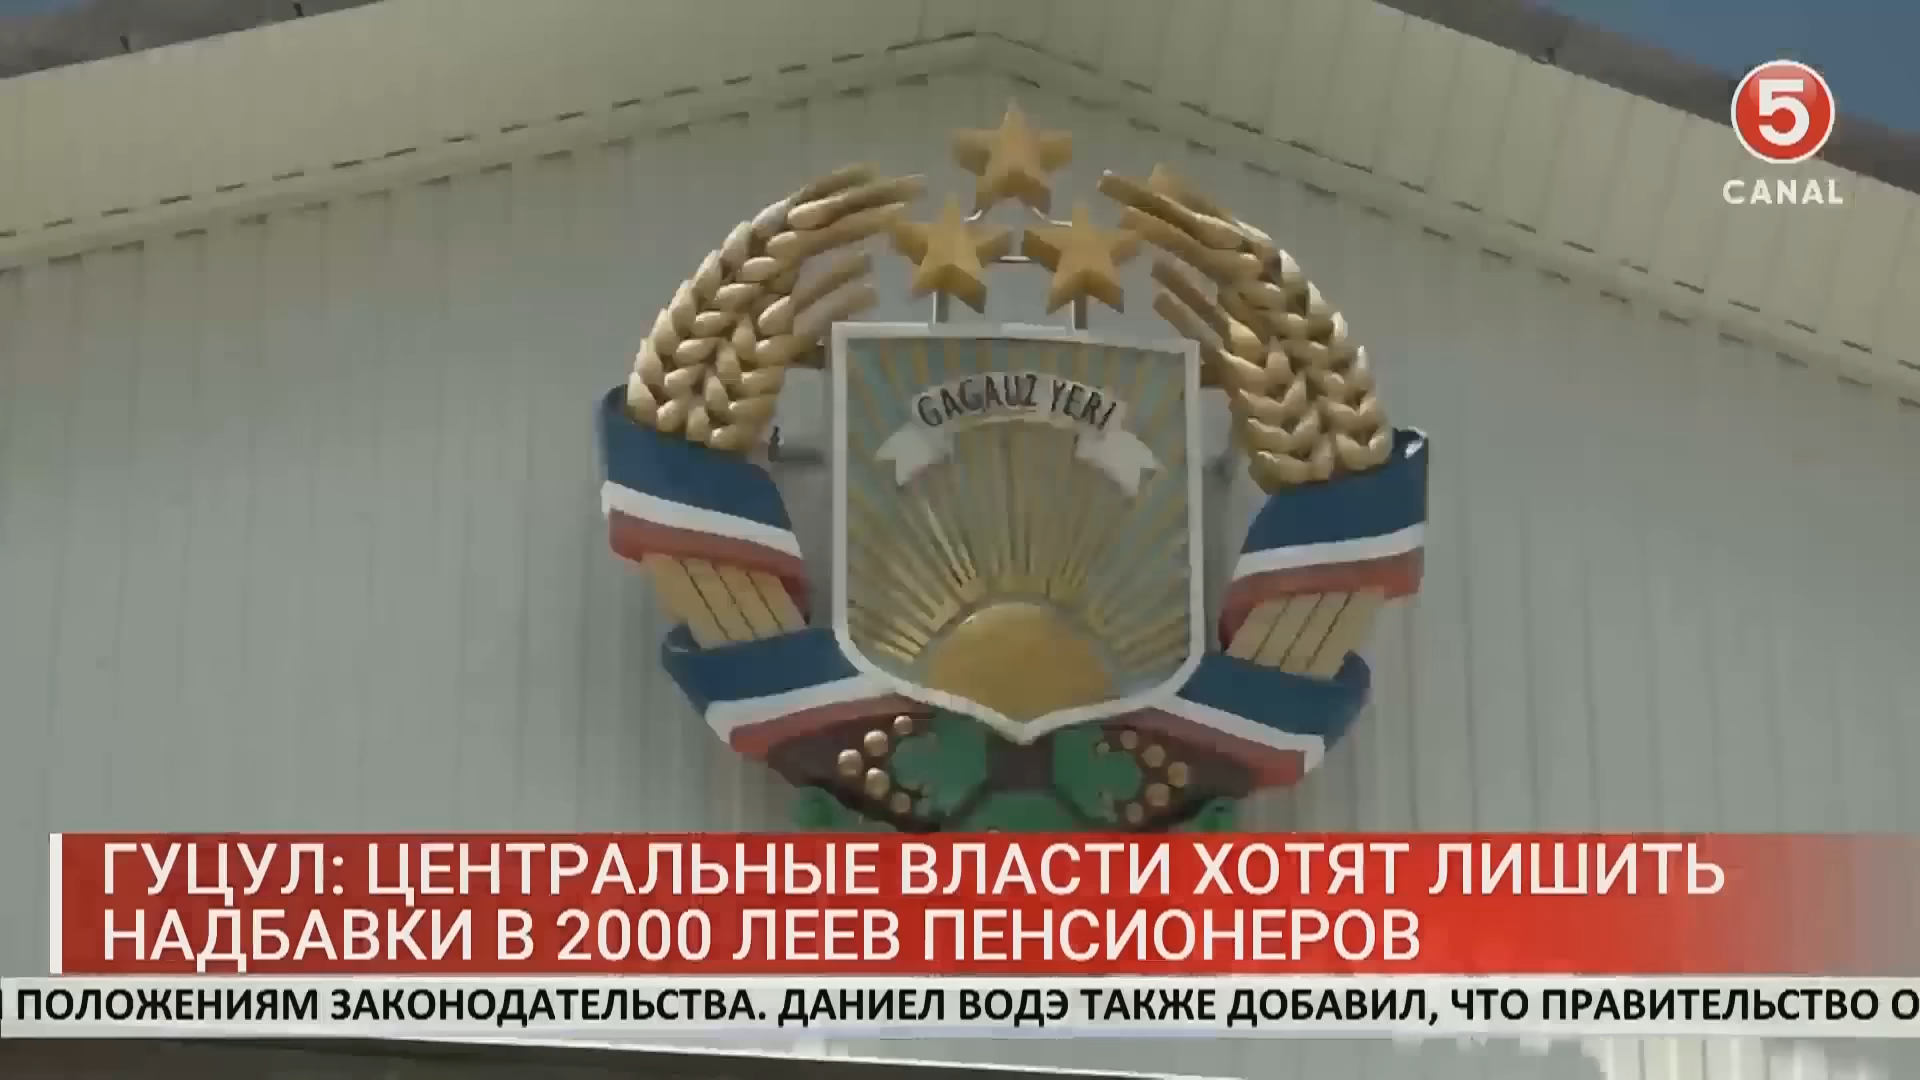 5
CANAL
GAGAUZ YERI
ГУЦУЛ: ЦЕНТРАЛЬНЫЕ ВЛАСТИ ХОТЯТ ЛИШИТЬ
НАДБАВКИ В 2000 ЛЕЕВ ПЕНСИОНЕРОВ
ПОЛОЖЕНИЯМ ЗАКОНОДАТЕЛЬСТВА. ДАНИЕЛ ВОДЭ ТАКЖЕ ДОБАВИЛ, ЧТО ПРАВИТЕЛЬСТВО О